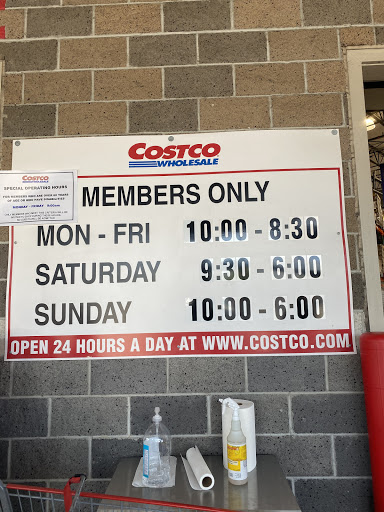 COSTCO
WHOLESALE
MEMBERS ONLY
MON - FRI 10:00 - 8:30
SATURDAY 9:30 - 6:00
SUNDAY 10:00 - 6:00
OPEN 24 HOURS A DAY AT WWW.COSTCO.COM
COSTCO
WHOLESALE
SPECIAL OPERATING HOURS